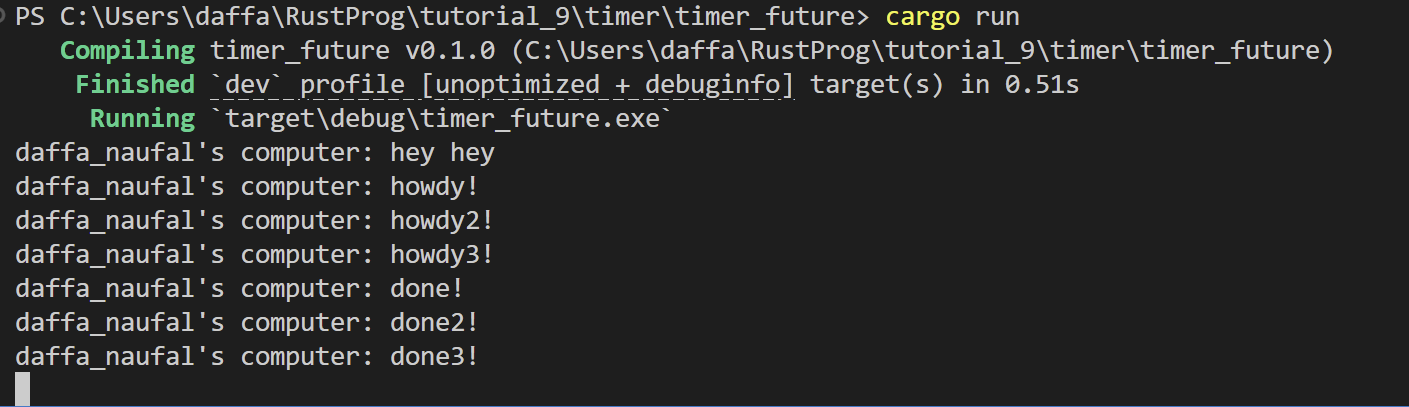 PS C:\Users\daffa\RustProg\tutorial_9\timer\timer_future> cargo run
   Compiling timer_future v0.1.0 (C:\Users\daffa\RustProg\tutorial_9\timer\timer_future)
    Finished `dev` profile [unoptimized + debuginfo] target(s) in 0.51s
     Running `target\debug\timer_future.exe`
daffa_naufal's computer: hey hey
daffa_naufal's computer: howdy!
daffa_naufal's computer: howdy2!
daffa_naufal's computer: howdy3!
daffa_naufal's computer: done!
daffa_naufal's computer: done2!
daffa_naufal's computer: done3!